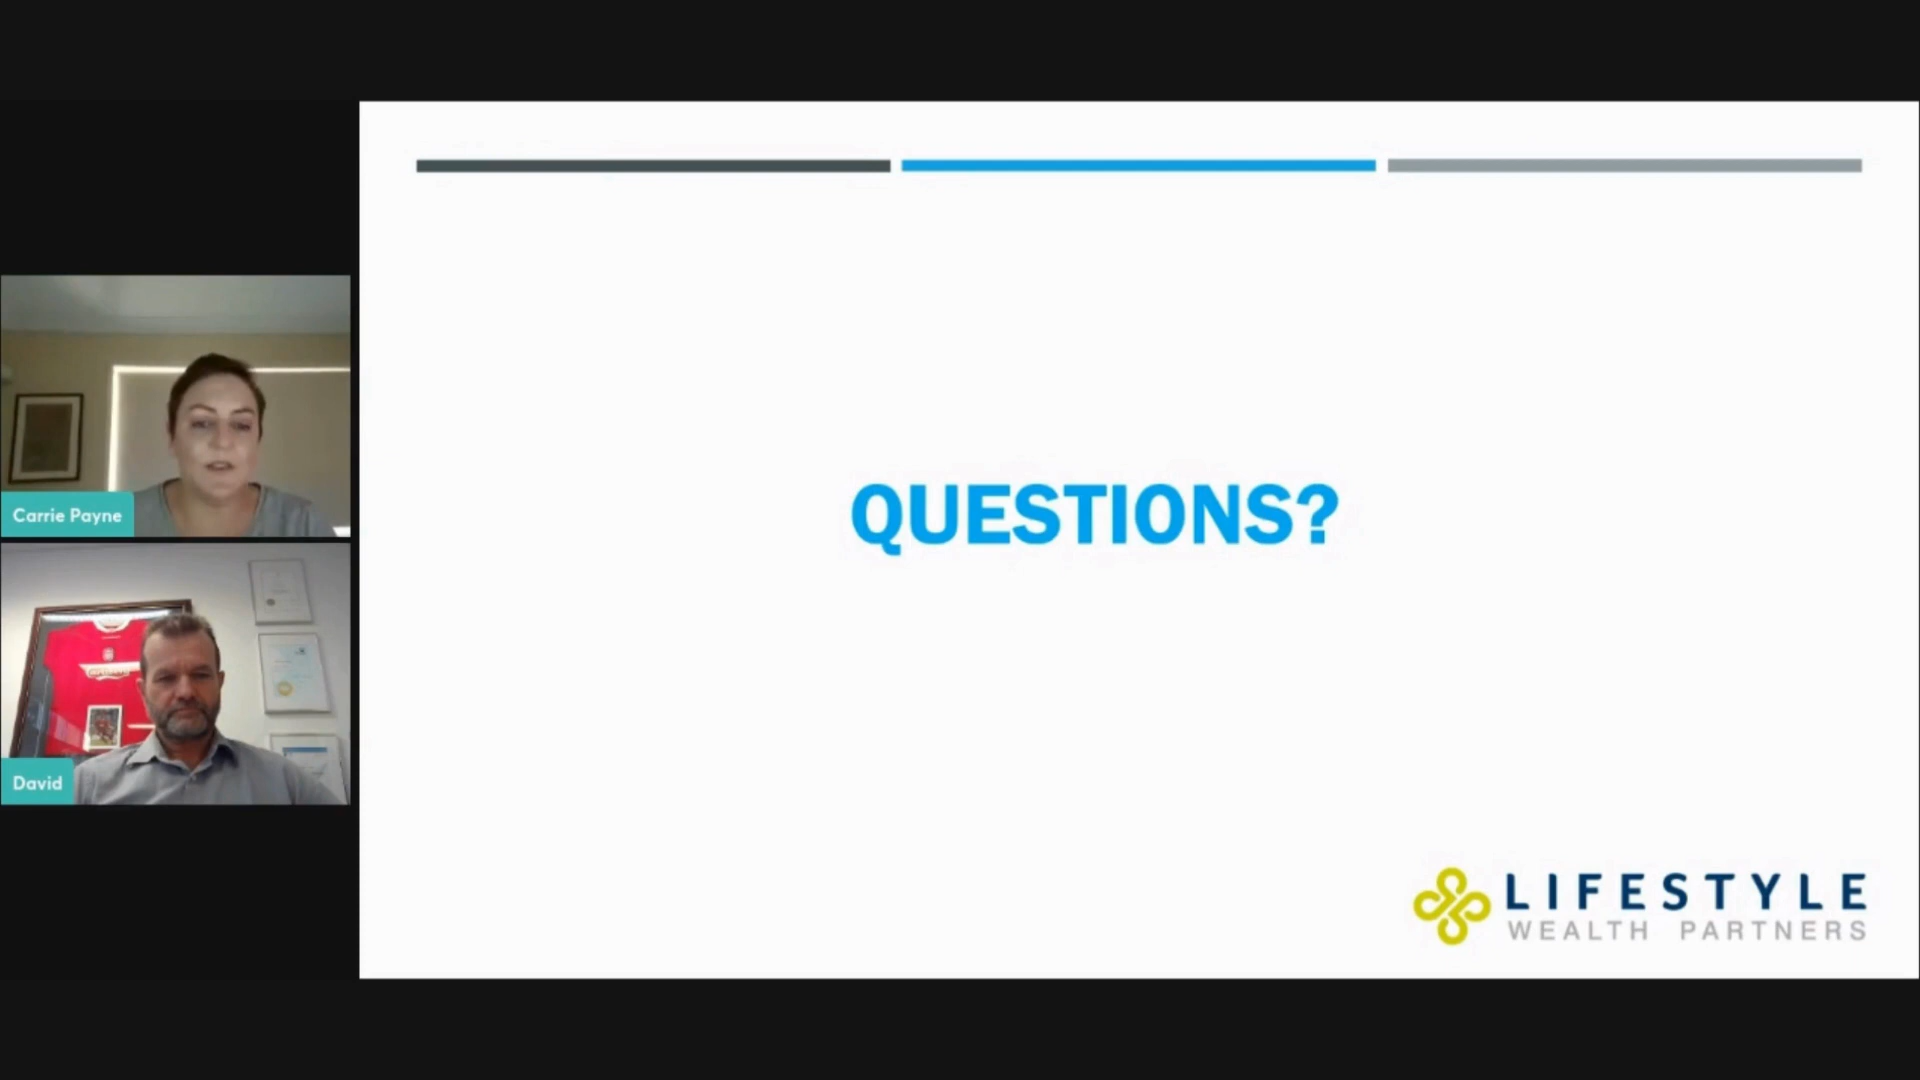 QUESTIONS?
Carrie Payne
David
LIFESTYLE
WEALTH PARTNERS